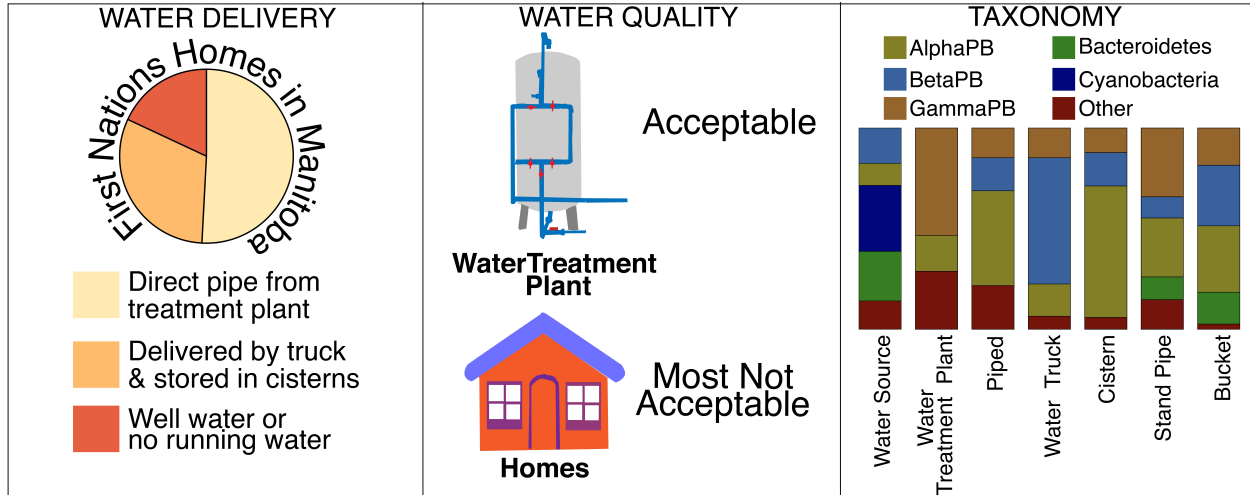 WATER DELIVERY
First Nations Homes in Manitoba
Direct pipe from
treatment plant
Delivered by truck
& stored in cisterns
Well water or
no running water
WATER QUALITY
Acceptable
WaterTreatment
Plant
Most Not
Acceptable
Homes
TAXONOMY
AlphaPB
BetaPB
GammaPB
Bacteroidetes
Cyanobacteria
Other
Water Source
Water
Treatment Plant
Piped
Water Truck
Cistern
Stand Pipe
Bucket